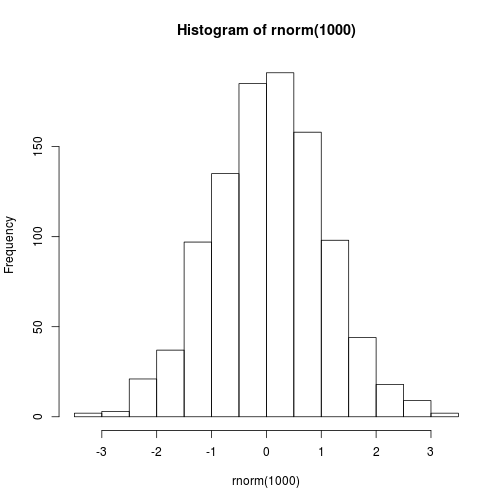 Histogram of rnorm(1000)
Frequency
150
100
50
0
-3 -2 -1 0 1 2 3
rnorm(1000)